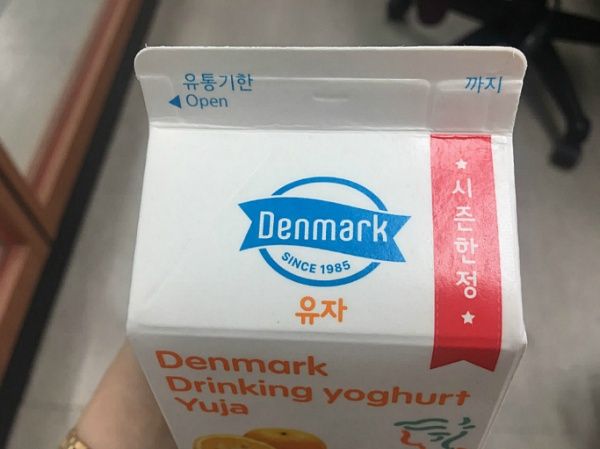 유통기한
까지
◀ Open
Denmark
SINCE 1985
유자
시즌한정
Denmark
Drinking yoghurt
Yuja